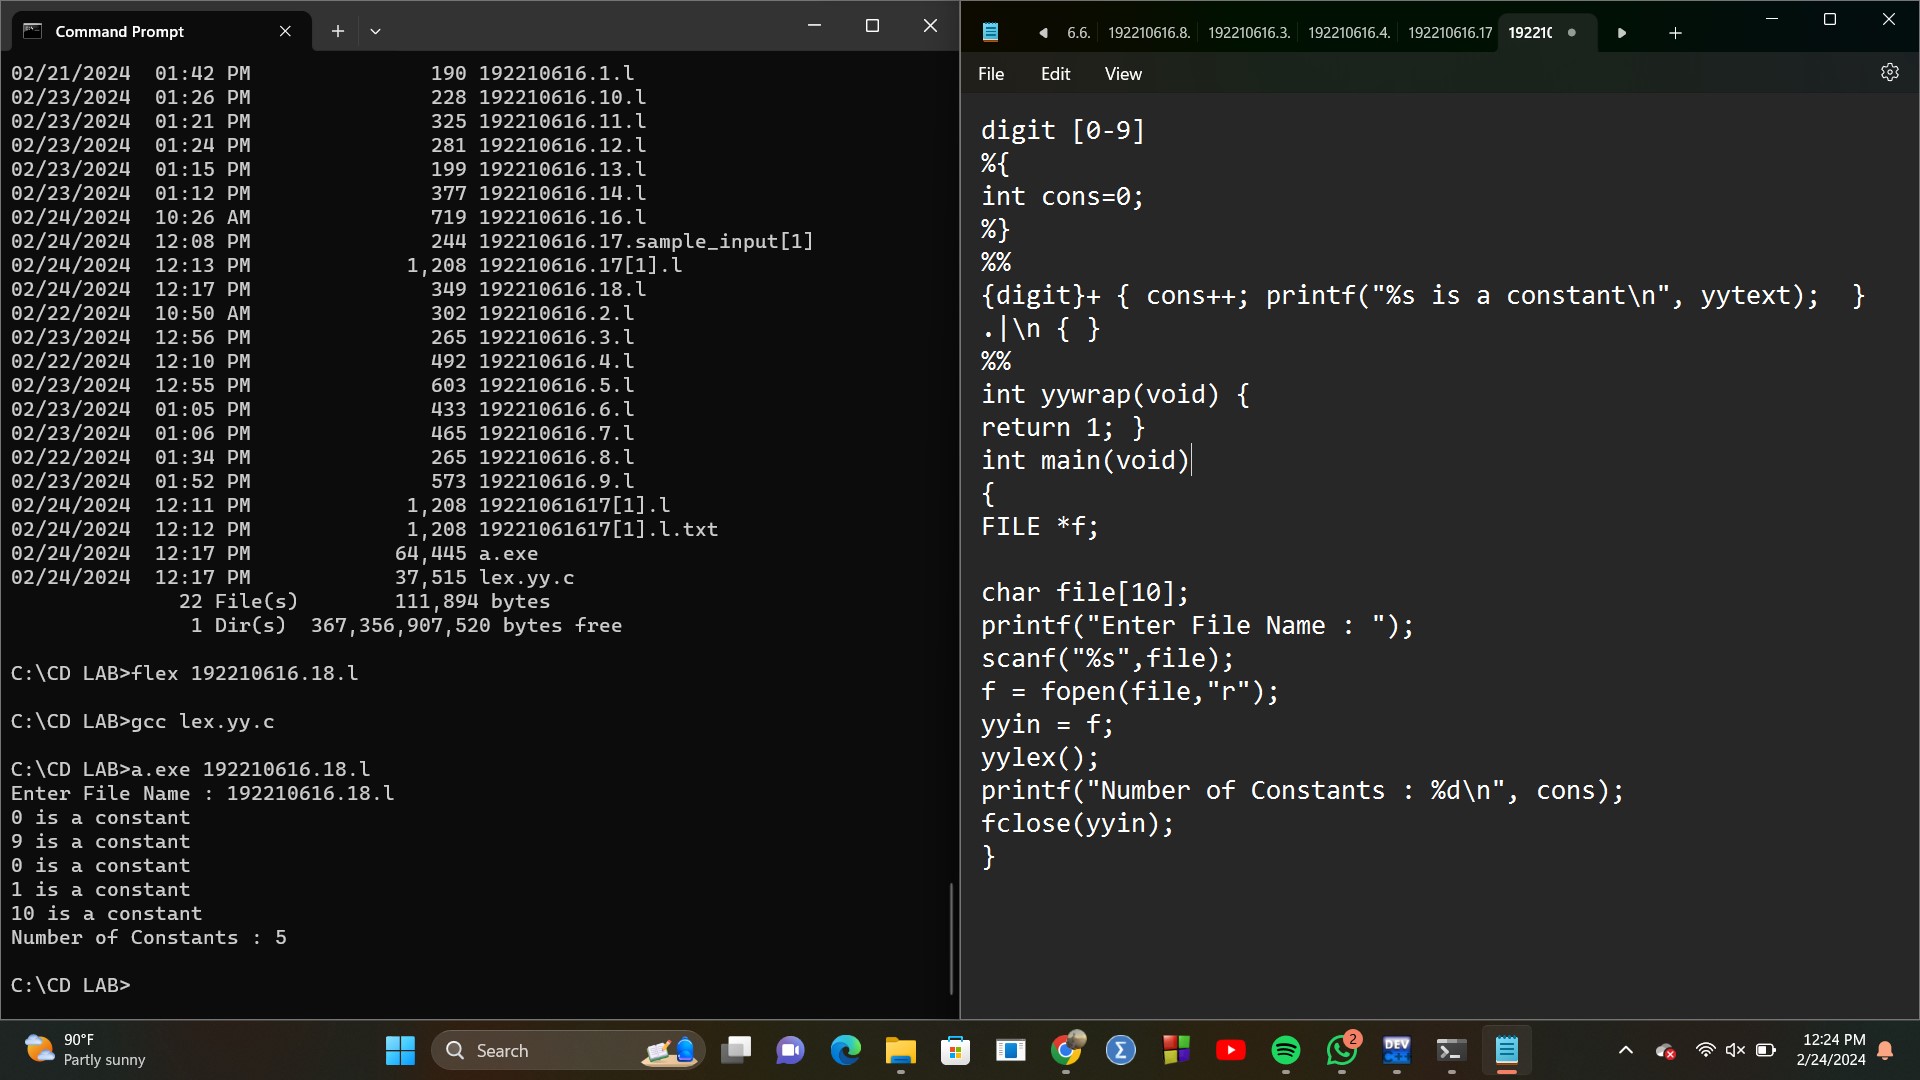 Command Prompt
02/21/2024  01:42 PM               190 192210616.1.l
02/23/2024  01:26 PM               228 192210616.10.l
02/23/2024  01:21 PM               325 192210616.11.l
02/23/2024  01:24 PM               281 192210616.12.l
02/23/2024  01:15 PM               199 192210616.13.l
02/23/2024  01:12 PM               377 192210616.14.l
02/24/2024  10:26 AM               719 192210616.16.l
02/24/2024  12:08 PM               244 192210616.17.sample_input[1]
02/24/2024  12:13 PM             1,208 192210616.17[1].l
02/24/2024  12:17 PM               349 192210616.18.l
02/22/2024  10:50 AM               302 192210616.2.l
02/23/2024  12:56 PM               265 192210616.3.l
02/22/2024  12:10 PM               492 192210616.4.l
02/23/2024  12:55 PM               603 192210616.5.l
02/23/2024  01:05 PM               433 192210616.6.l
02/23/2024  01:06 PM               465 192210616.7.l
02/22/2024  01:34 PM               265 192210616.8.l
02/23/2024  01:52 PM               573 192210616.9.l
02/24/2024  12:11 PM             1,208 19221061617[1].l
02/24/2024  12:12 PM             1,208 19221061617[1].l.txt
02/24/2024  12:17 PM            64,445 a.exe
02/24/2024  12:17 PM            37,515 lex.yy.c
22 File(s)        111,894 bytes
1 Dir(s)  367,356,907,520 bytes free
C:\CD LAB>flex 192210616.18.l
C:\CD LAB>gcc lex.yy.c
C:\CD LAB>a.exe 192210616.18.l
Enter File Name : 192210616.18.l
0 is a constant
9 is a constant
0 is a constant
1 is a constant
10 is a constant
Number of Constants : 5
C:\CD LAB>
6.6. 192210616.8. 192210616.3. 192210616.4. 192210616.17 19221(
File Edit View
digit [0-9]
%{
int cons=0;
%}
%%
{digit}+ { cons++; printf("%s is a constant\n", yytext);  }
.|\n { }
%%
int yywrap(void) {
return 1; }
int main(void)
{
FILE *f;
char file[10];
printf("Enter File Name : ");
scanf("%s",file);
f = fopen(file,"r");
yyin = f;
yylex();
printf("Number of Constants : %d\n", cons);
fclose(yyin);
}
90°F
Partly sunny
Search
Σ
2
DEV
C++
12:24 PM
2/24/2024